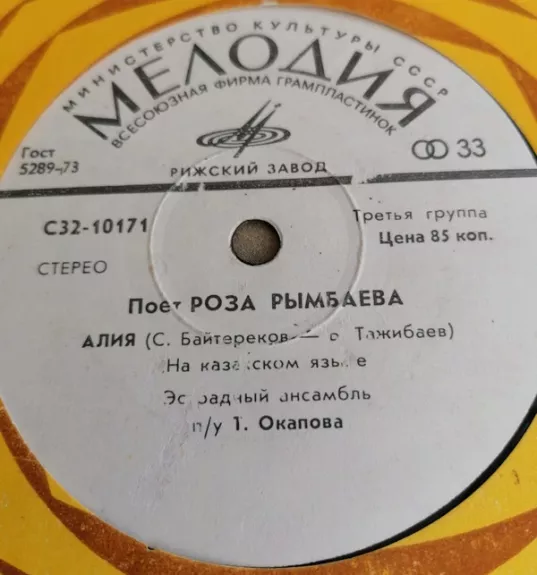 МИНИСТЕРСТВО КУЛЬТУРЫ СССР
МЕЛОДИЯ
ВСЕСОЮЗНАЯ ФИРМА ГРАМПЛАСТИНОК
Гост
5289-73
33
РИЖСКИЙ ЗАВОД
С32-10171
Третья группа
Цена 85 коп.
СТЕРЕО
Поет РОЗА РЫМБАЕВА
АЛИЯ (С. Байтереков — Тажибаев)
На казахском языке
Эстрадный ансамбль
п/у Т. Окапова